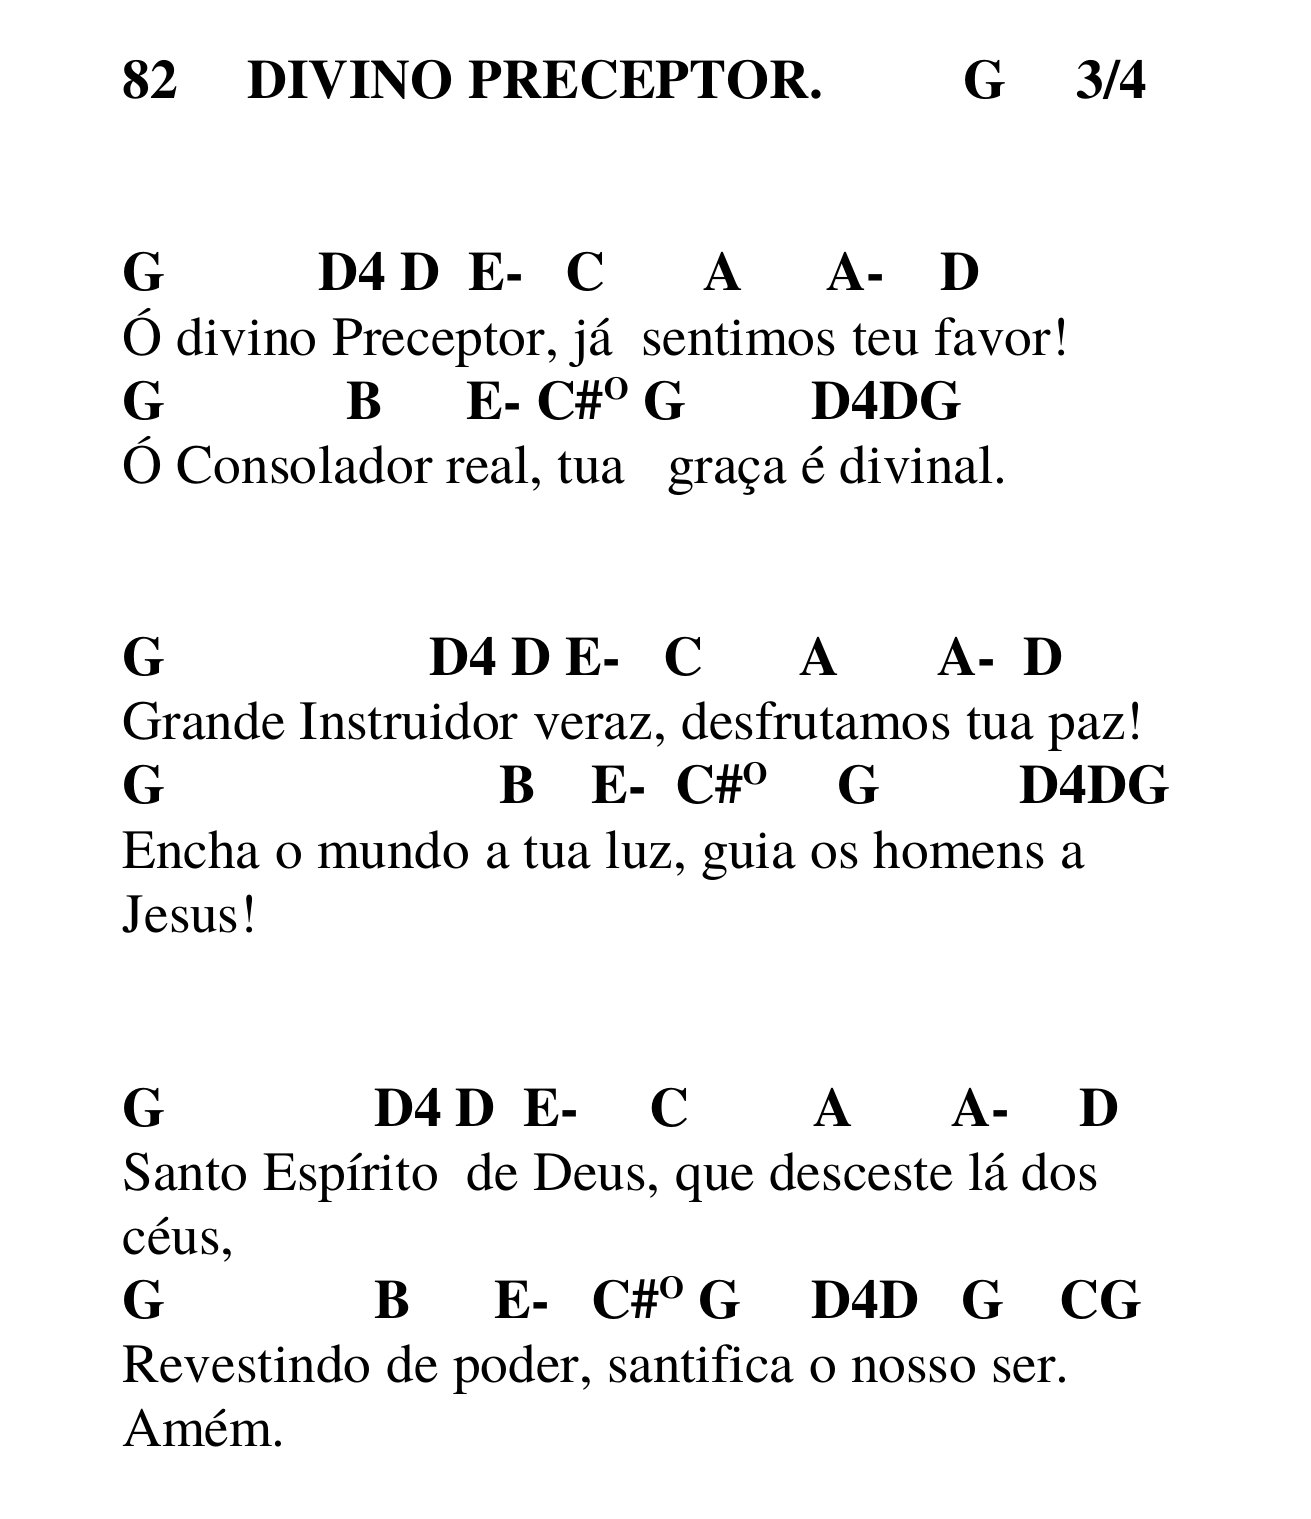 82 DIVINO PRECEPTOR. G 3/4
G D4 D E- C A A- D
Ó divino Preceptor, já sentimos teu favor!
G B E- C#º G D4DG
Ó Consolador real, tua graça é divinal.
G D4 D E- C A A- D
Grande Instruidor veraz, desfrutamos tua paz!
G B E- C#º G D4DG
Encha o mundo a tua luz, guia os homens a
Jesus!
G D4 D E- C A A- D
Santo Espírito de Deus, que desceste lá dos
céus,
G B E- C#º G D4D G CG
Revestindo de poder, santifica o nosso ser.
Amém.